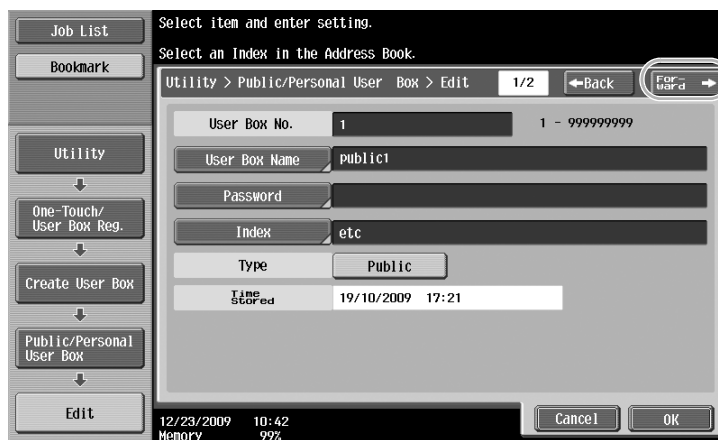 Job List
Bookmark
Select item and enter setting.
Select an Index in the Address Book.
Utility > Public/Personal User Box > Edit
1/2
←Back
For-
ward →
User Box No.
1
1 - 999999999
User Box Name
public1
Password
Index
etc
Type
Public
Time
Stored
19/10/2009 17:21
Utility
One-Touch/
User Box Reg.
Create User Box
Public/Personal
User Box
Edit
12/23/2009 10:42
Memory 99%
Cancel
OK